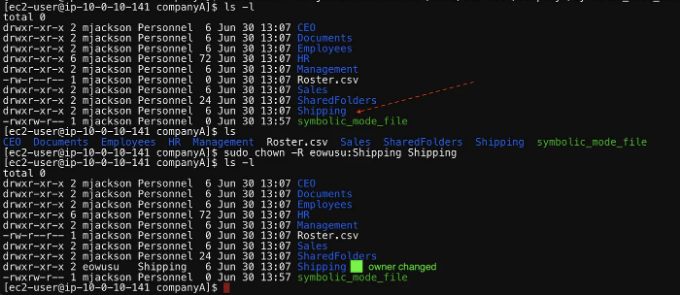 [ec2-user@ip-10-0-10-141 companyA]$ ls -l
total 0
drwxr-xr-x 2 mjackson Personnel  6 Jun 30 13:07 CEO
drwxr-xr-x 2 mjackson Personnel  6 Jun 30 13:07 Documents
drwxr-xr-x 2 mjackson Personnel  6 Jun 30 13:07 Employees
drwxr-xr-x 6 mjackson Personnel 72 Jun 30 13:07 HR
drwxr-xr-x 2 mjackson Personnel  6 Jun 30 13:07 Management
-rw-r--r-- 1 mjackson Personnel  0 Jun 30 13:07 Roster.csv
drwxr-xr-x 2 mjackson Personnel  6 Jun 30 13:07 Sales
drwxr-xr-x 2 mjackson Personnel 24 Jun 30 13:07 SharedFolders
drwxr-xr-x 2 mjackson Personnel  6 Jun 30 13:07 Shipping
-rwxrw-r-- 1 mjackson Personnel  0 Jun 30 13:57 symbolic_mode_file
[ec2-user@ip-10-0-10-141 companyA]$ ls
CEO  Documents  Employees  HR  Management  Roster.csv  Sales  SharedFolders  Shipping  symbolic_mode_file
[ec2-user@ip-10-0-10-141 companyA]$ sudo chown -R eowusu:Shipping Shipping
[ec2-user@ip-10-0-10-141 companyA]$ ls -l
total 0
drwxr-xr-x 2 mjackson Personnel  6 Jun 30 13:07 CEO
drwxr-xr-x 2 mjackson Personnel  6 Jun 30 13:07 Documents
drwxr-xr-x 2 mjackson Personnel  6 Jun 30 13:07 Employees
drwxr-xr-x 6 mjackson Personnel 72 Jun 30 13:07 HR
drwxr-xr-x 2 mjackson Personnel  6 Jun 30 13:07 Management
-rw-r--r-- 1 mjackson Personnel  0 Jun 30 13:07 Roster.csv
drwxr-xr-x 2 mjackson Personnel  6 Jun 30 13:07 Sales
drwxr-xr-x 2 mjackson Personnel 24 Jun 30 13:07 SharedFolders
drwxr-xr-x 2 eowusu   Shipping   6 Jun 30 13:07 Shipping owner changed
-rwxrw-r-- 1 mjackson Personnel  0 Jun 30 13:57 symbolic_mode_file
[ec2-user@ip-10-0-10-141 companyA]$